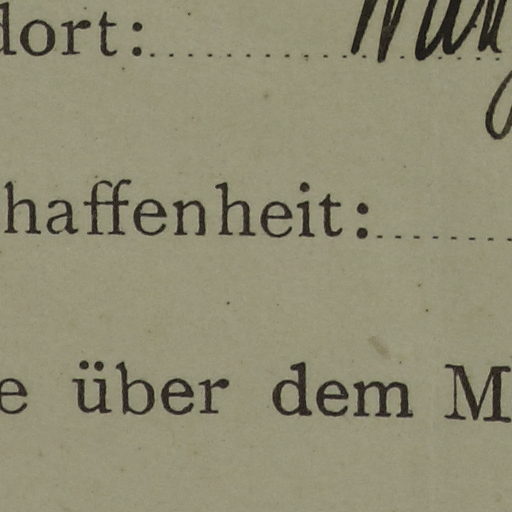 dort:
haffenheit:
e über dem M